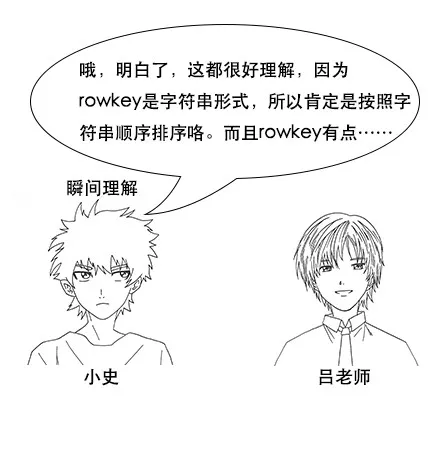 哦，明白了，这都很好理解，因为
rowkey是字符串形式，所以肯定是按照字
符串顺序排序咯。而且rowkey有点……
瞬间理解
小史
吕老师